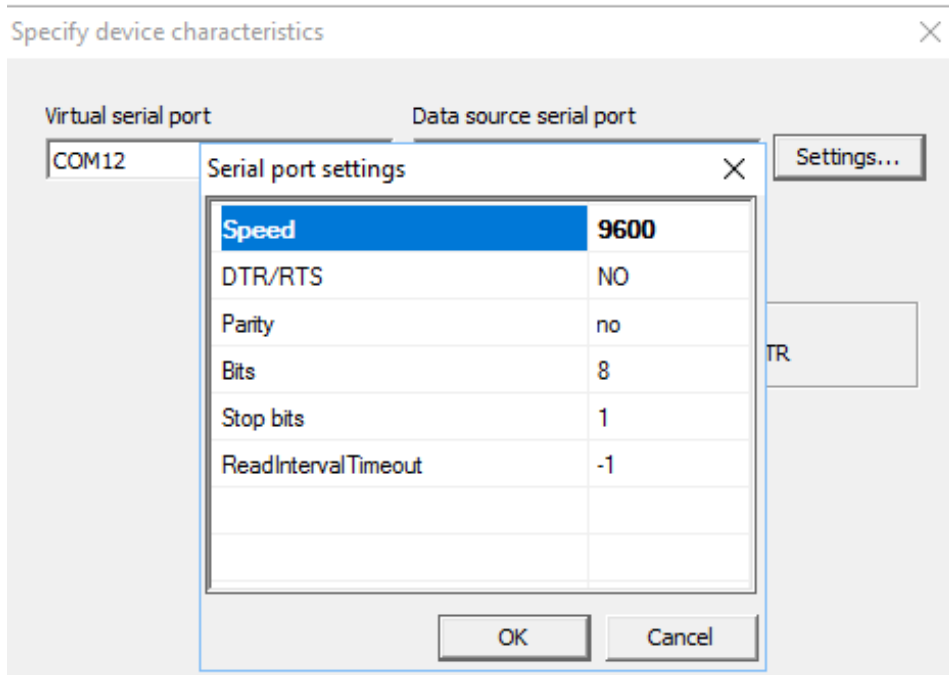 Specify device characteristics
Virtual serial port Data source serial port
COM12 Settings...
Serial port settings
Speed 9600
DTR/RTS NO
Parity no
TR
Bits 8
Stop bits 1
ReadIntervalTimeout -1
OK Cancel